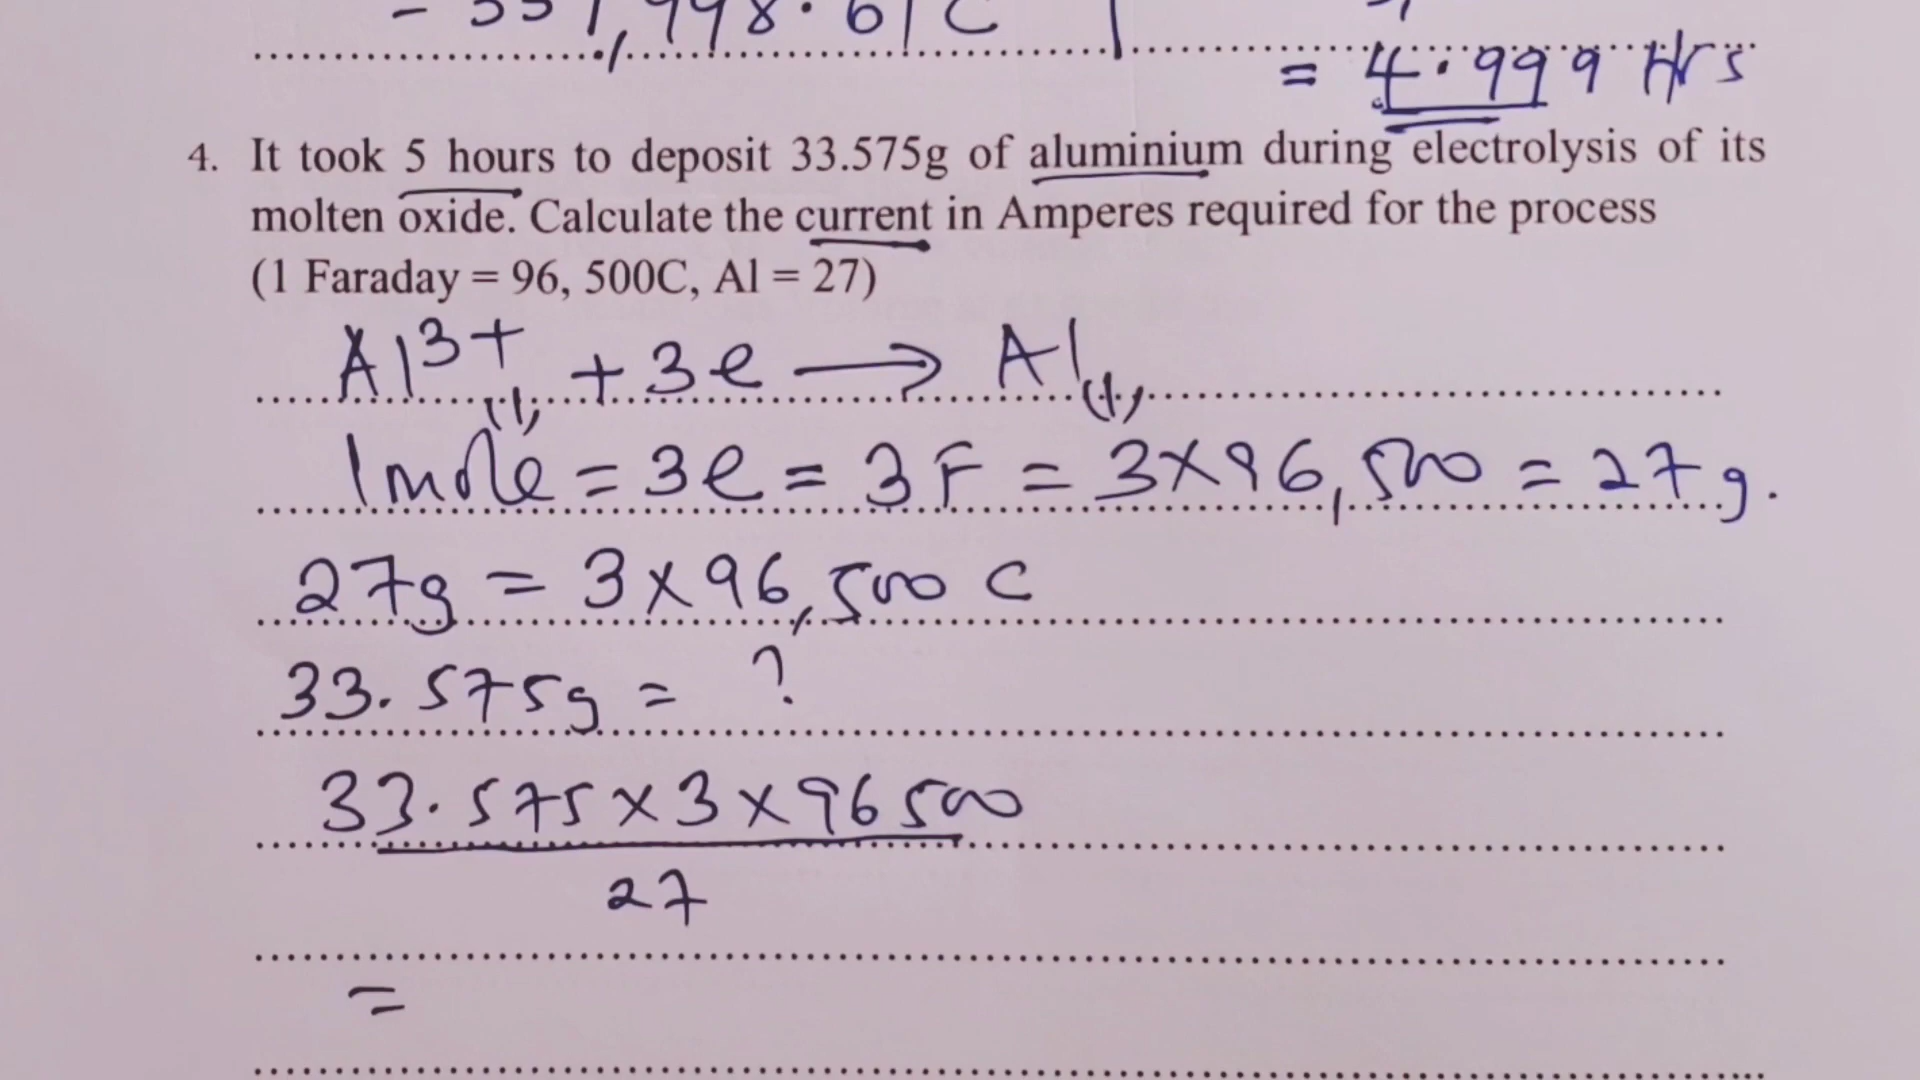 = 4.999 Hrs
4. It took 5 hours to deposit 33.575g of aluminium during electrolysis of its
molten oxide. Calculate the current in Amperes required for the process
(1 Faraday = 96, 500C, Al = 27)
Al3+(l) + 3e → Al(l)
1 mole = 3e = 3F = 3×96,500 = 27g.
27g = 3×96,500 C
33.575g = ?
33.575×3×96500
27
=